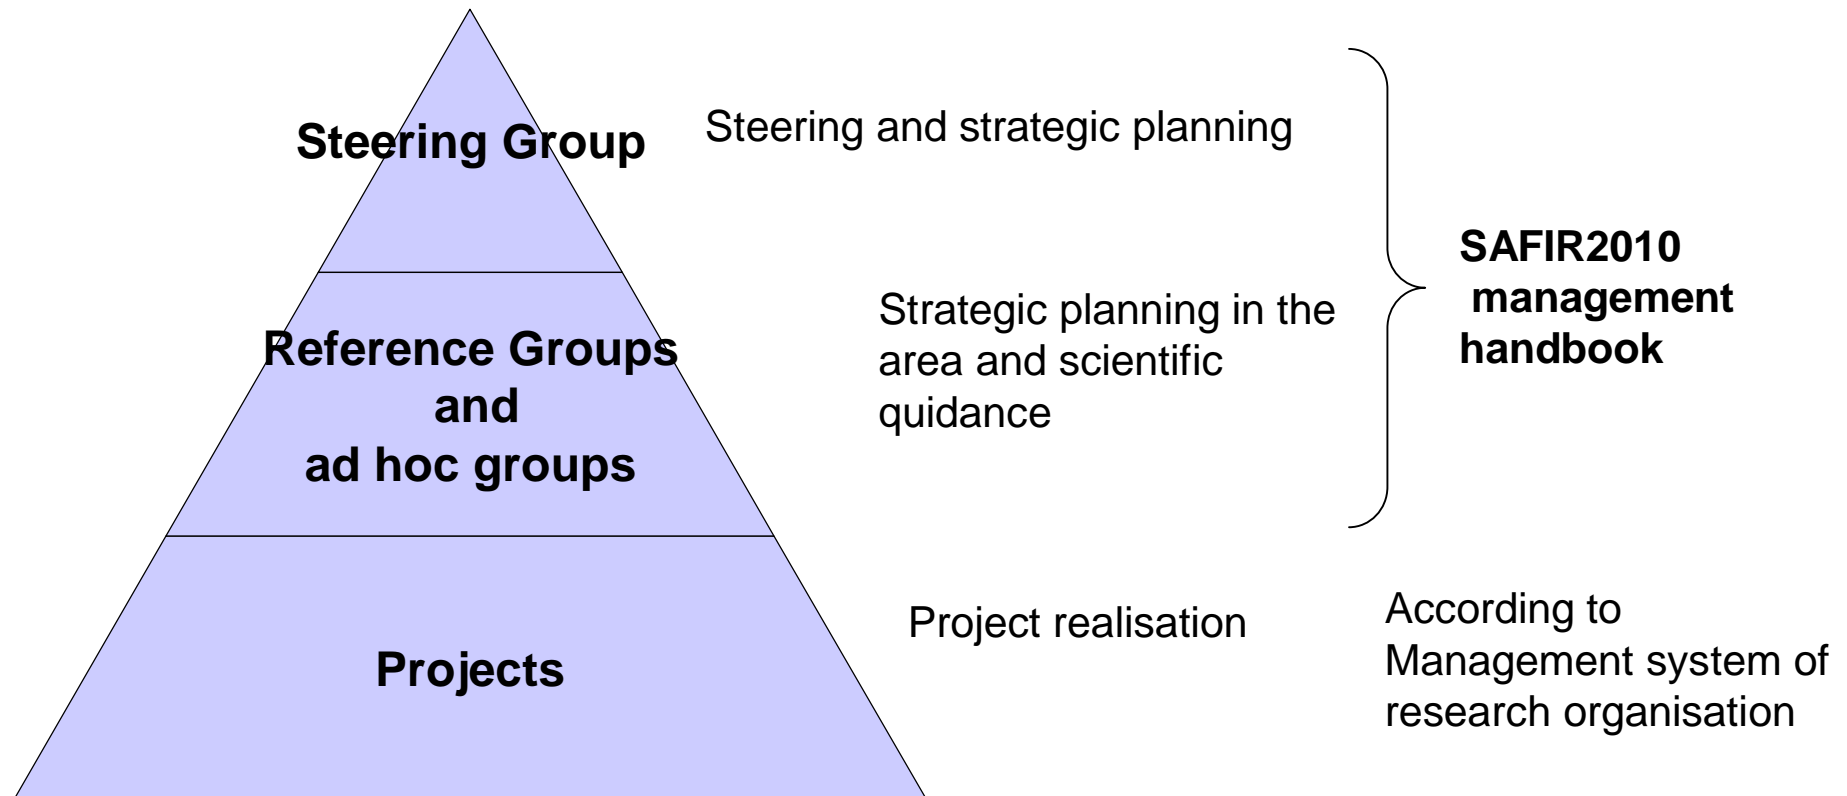 Steering Group
Steering and strategic planning
Reference Groups
and
ad hoc groups
Strategic planning in the
area and scientific
quidance
SAFIR2010
management
handbook
Projects
Project realisation
According to
Management system of
research organisation